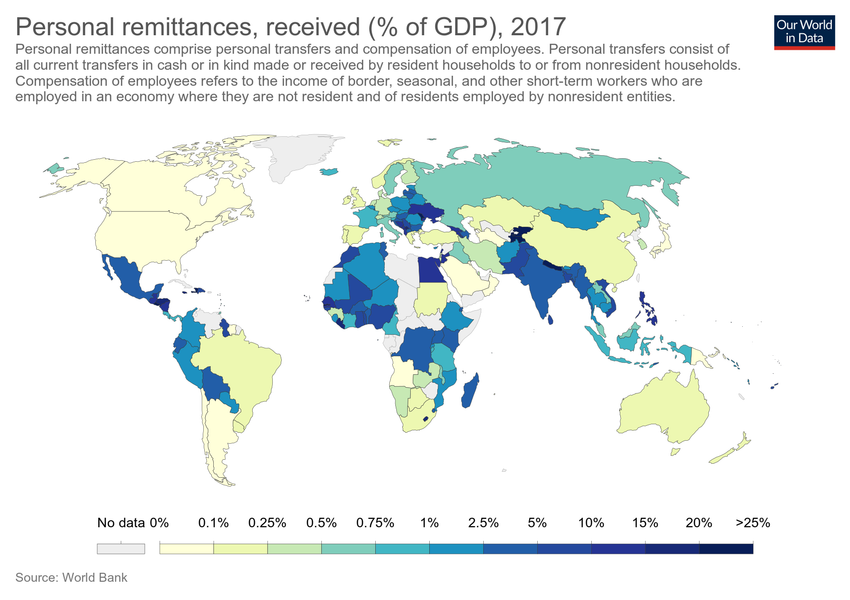 Personal remittances, received (% of GDP), 2017
Our World
in Data
Personal remittances comprise personal transfers and compensation of employees. Personal transfers consist of
all current transfers in cash or in kind made or received by resident households to or from nonresident households.
Compensation of employees refers to the income of border, seasonal, and other short-term workers who are
employed in an economy where they are not resident and of residents employed by nonresident entities.
No data 0% 0.1% 0.25% 0.5% 0.75% 1% 2.5% 5% 10% 15% 20% >25%
Source: World Bank